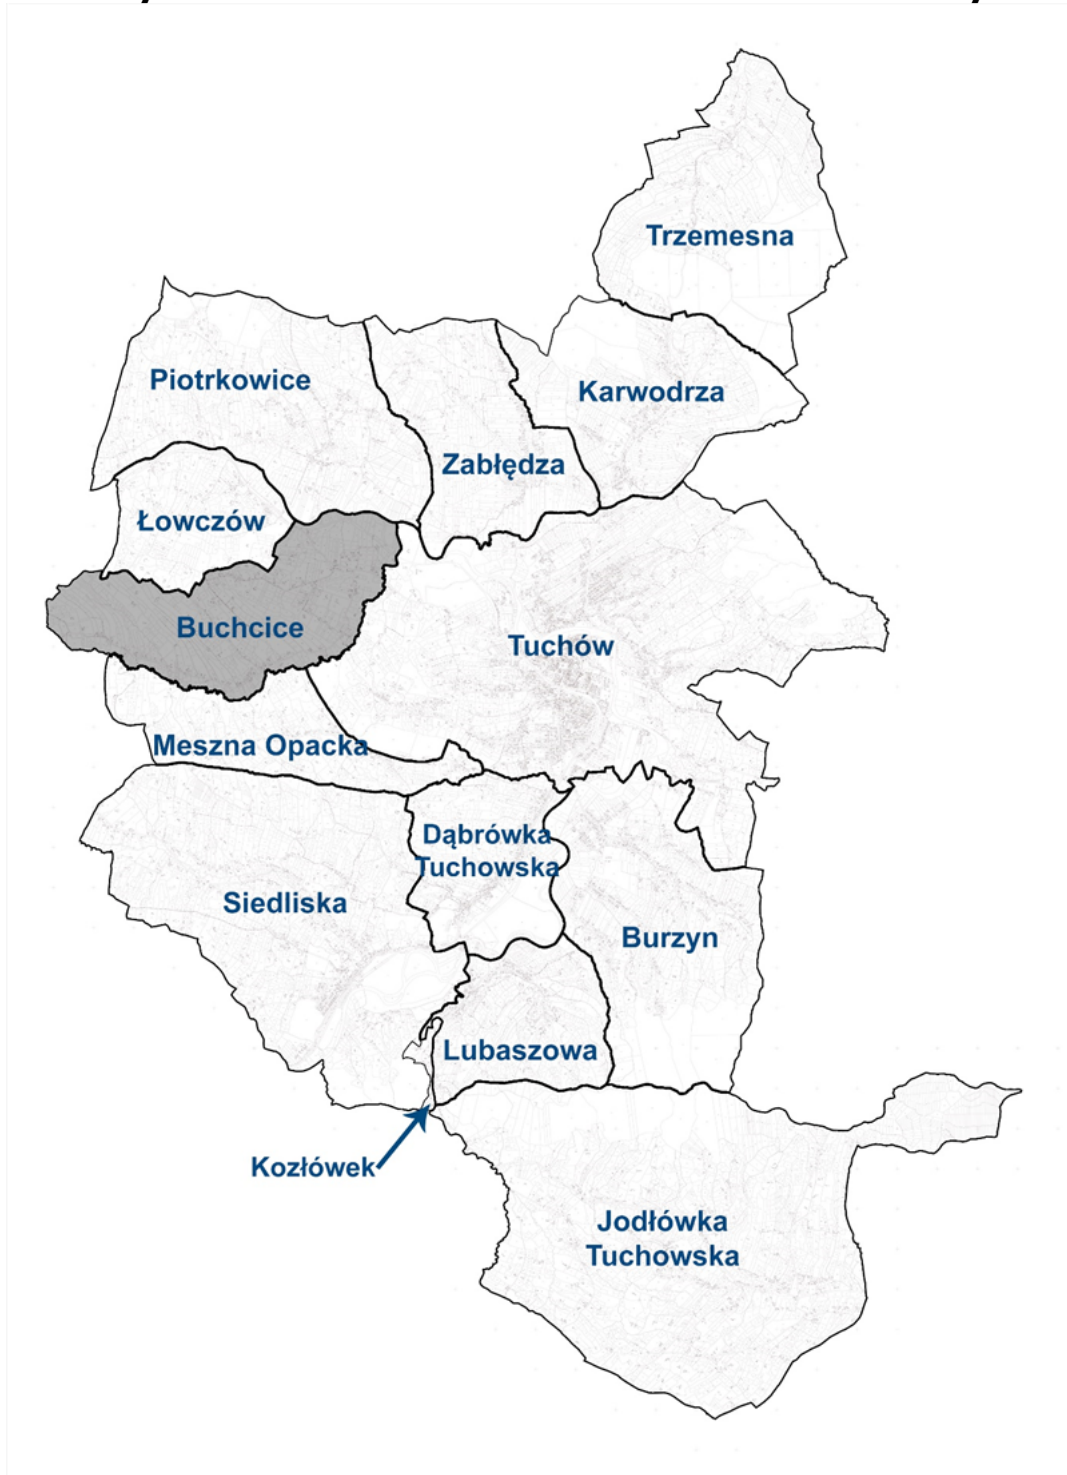 Trzemesna
Piotrkowice
Karwodrza
Zabłędza
Łowczów
Buchcice
Tuchów
Meszna Opacka
Dąbrówka
Tuchowska
Siedliska
Burzyn
Lubaszowa
Kozłówek
Jodłówka
Tuchowska